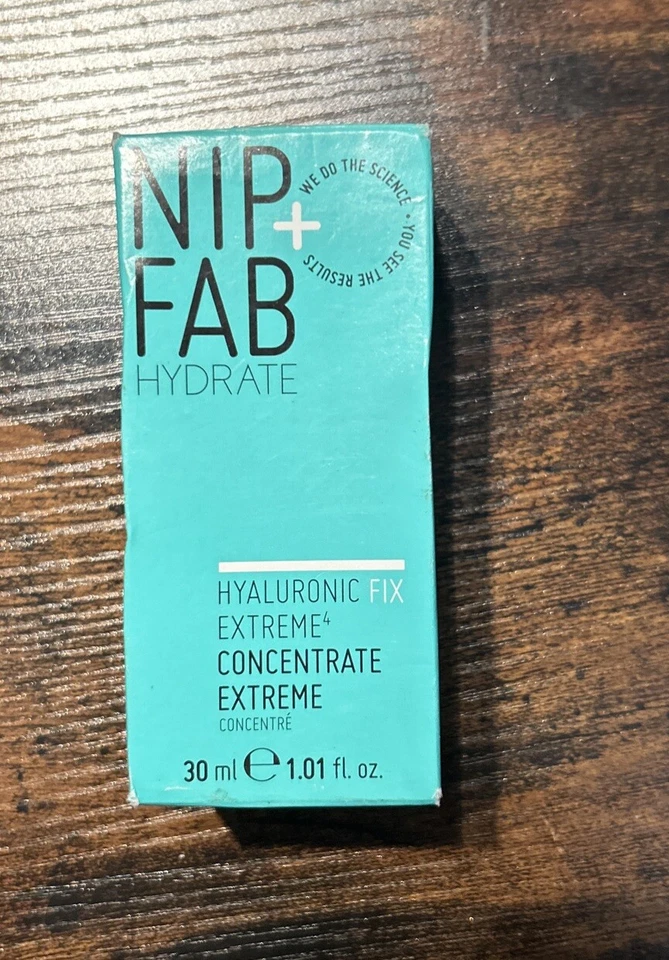 NIP+
FAB
HYDRATE
WE DO THE SCIENCE • YOU SEE THE RESULTS
HYALURONIC FIX
EXTREME⁴
CONCENTRATE
EXTREME
CONCENTRÉ
30 ml ℮ 1.01 fl. oz.